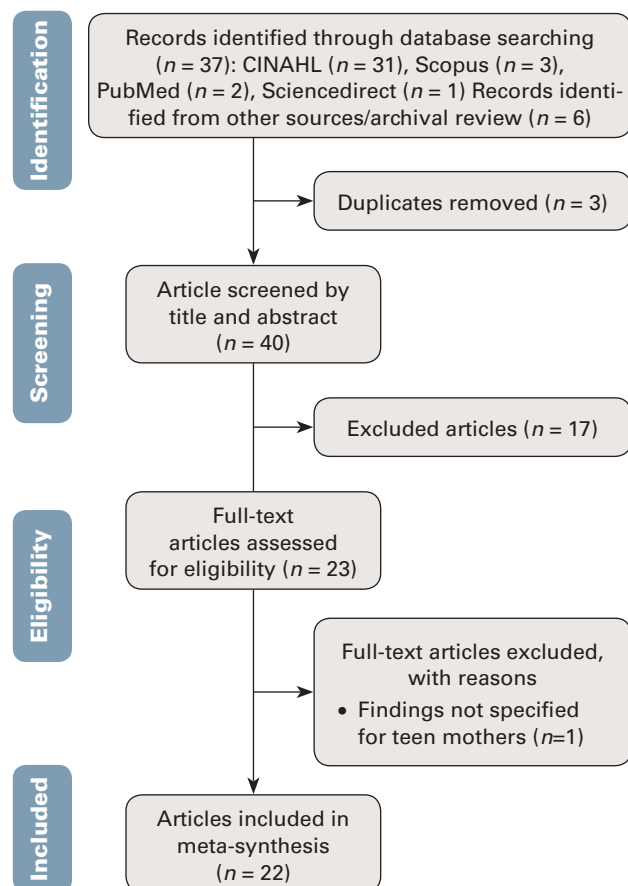 Identification
Records identified through database searching
(n = 37): CINAHL (n = 31), Scopus (n = 3),
PubMed (n = 2), Sciencedirect (n = 1) Records identi-
fied from other sources/archival review (n = 6)
Duplicates removed (n = 3)
Screening
Article screened by
title and abstract
(n = 40)
Excluded articles (n = 17)
Eligibility
Full-text
articles assessed
for eligibility (n = 23)
Full-text articles excluded,
with reasons
• Findings not specified
for teen mothers (n=1)
Included
Articles included in
meta-synthesis
(n = 22)